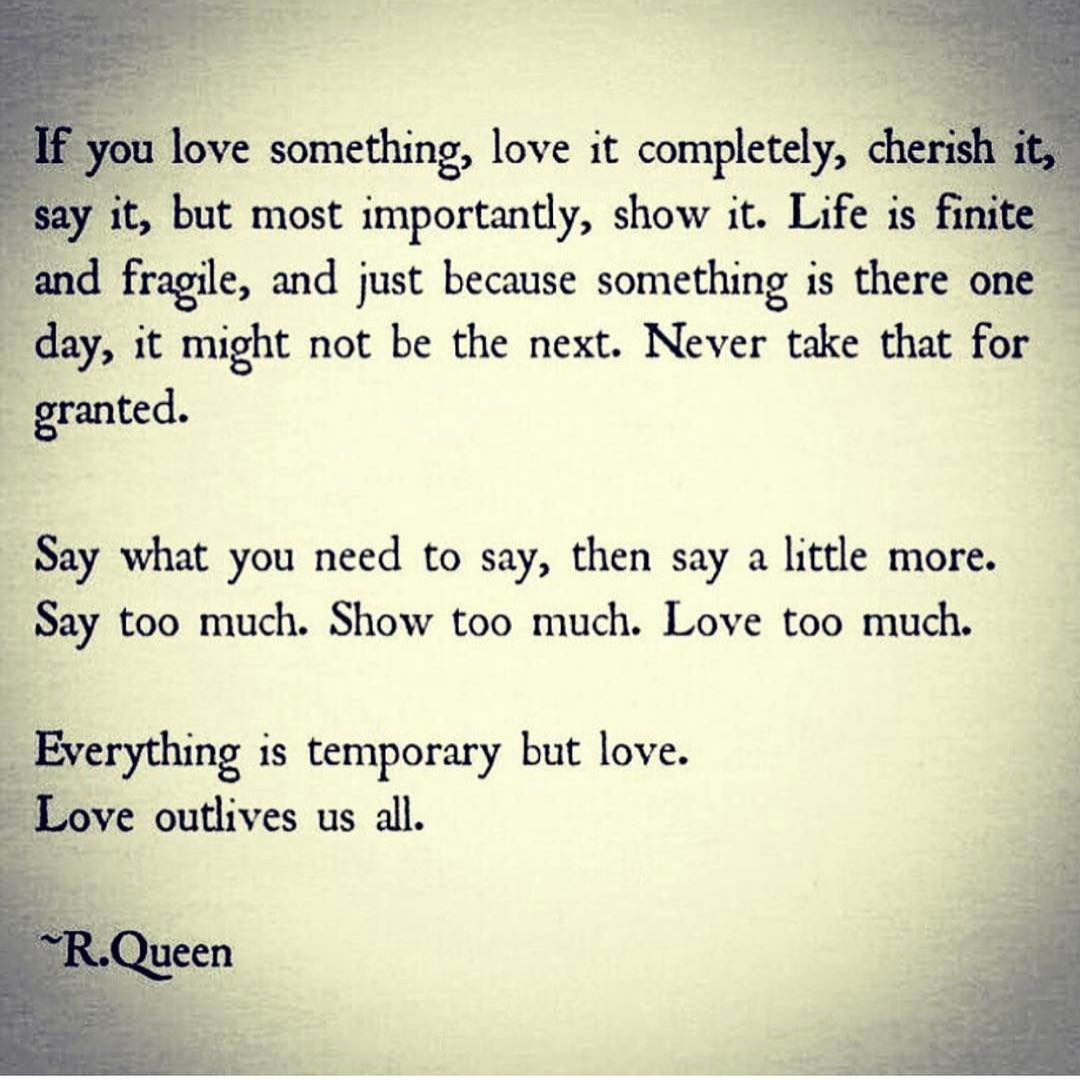 If you love something, love it completely, cherish it,
say it, but most importantly, show it. Life is finite
and fragile, and just because something is there one
day, it might not be the next. Never take that for
granted.
Say what you need to say, then say a little more.
Say too much. Show too much. Love too much.
Everything is temporary but love.
Love outlives us all.
~R.Queen